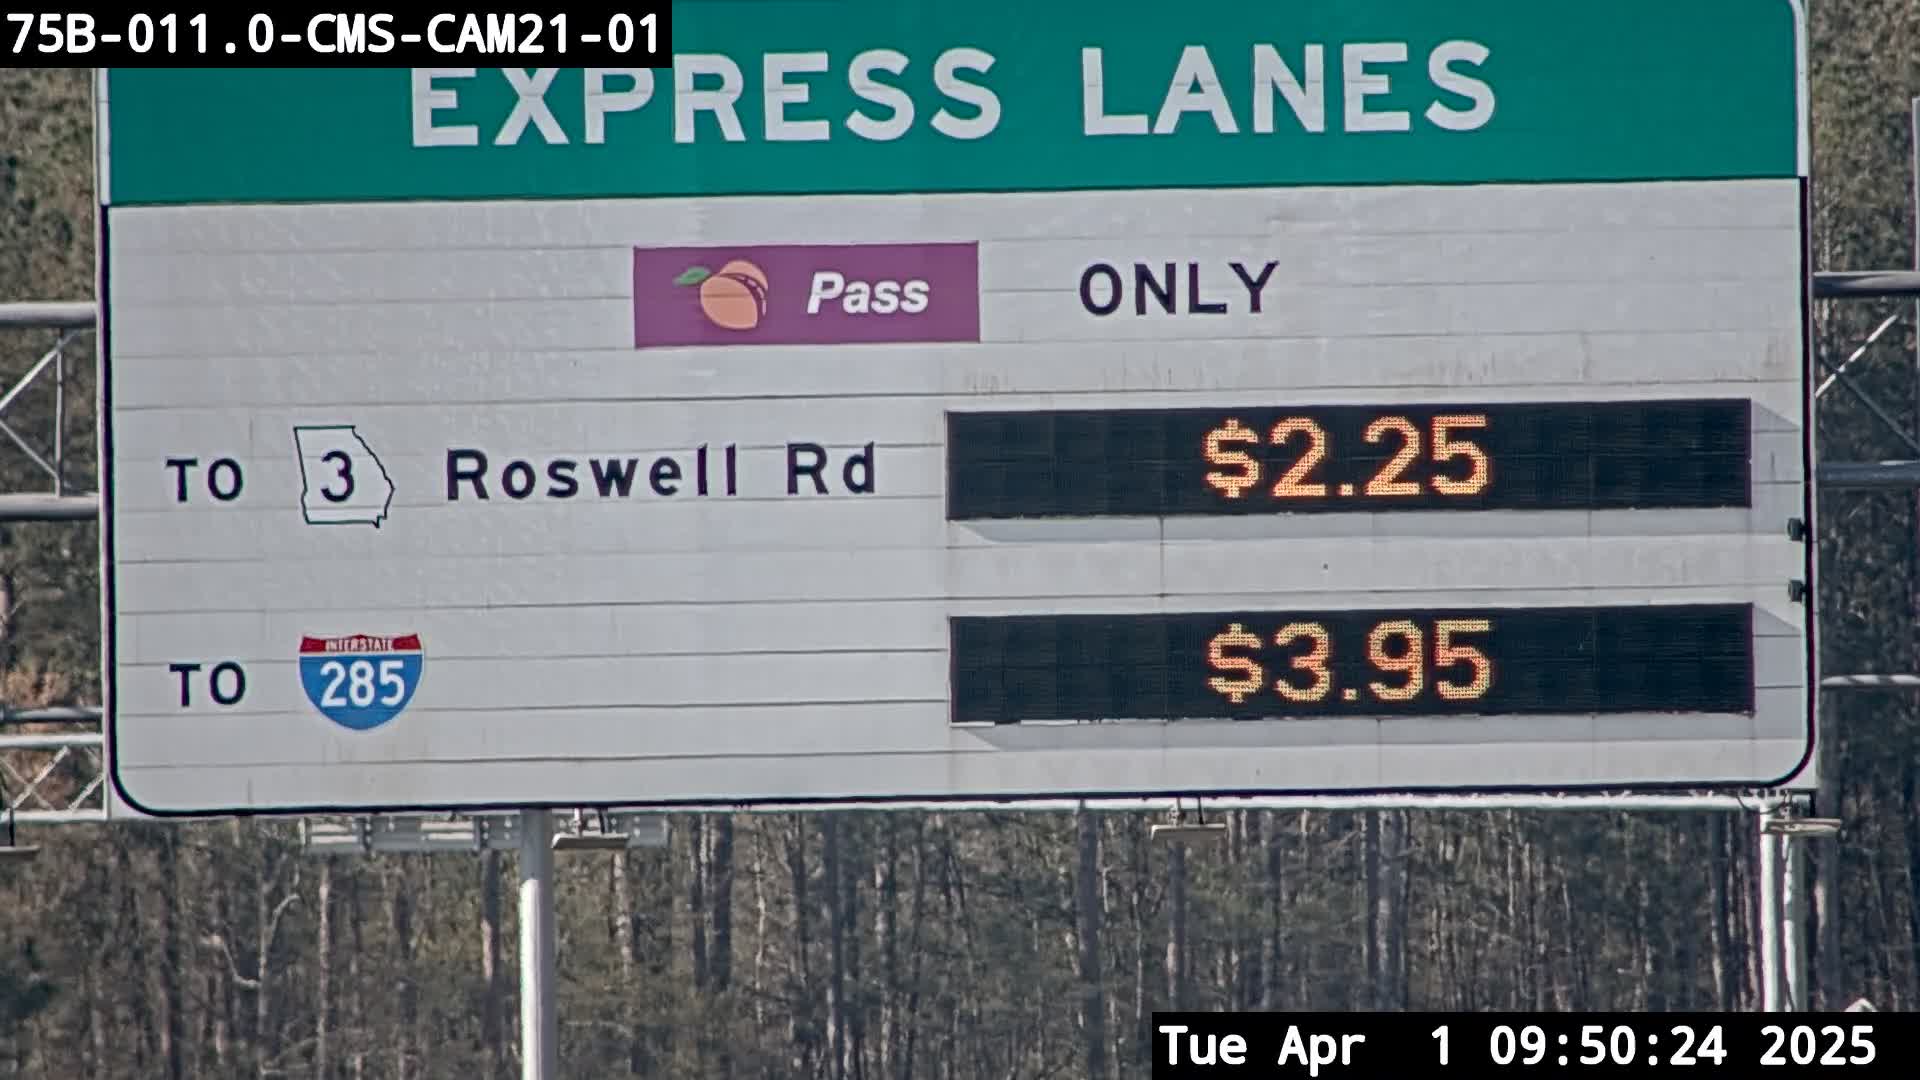 75B-011.0-CMS-CAM21-01
EXPRESS LANES
Pass ONLY
TO 3 Roswell Rd $2.25
TO INTERSTATE 285 $3.95
Tue Apr 1 09:50:24 2025